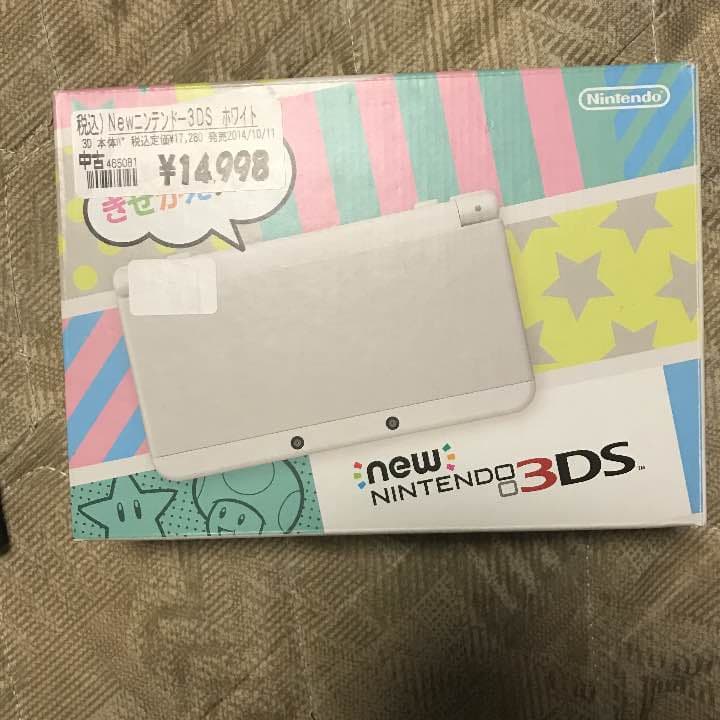 税込) Newニンテンドー3DS ホワイト
3D 本体 税込定価¥17,280 発売2014/10/11
中古 465081
¥14,998
きせかえ
Nintendo
new
NINTENDO 3DS
TM